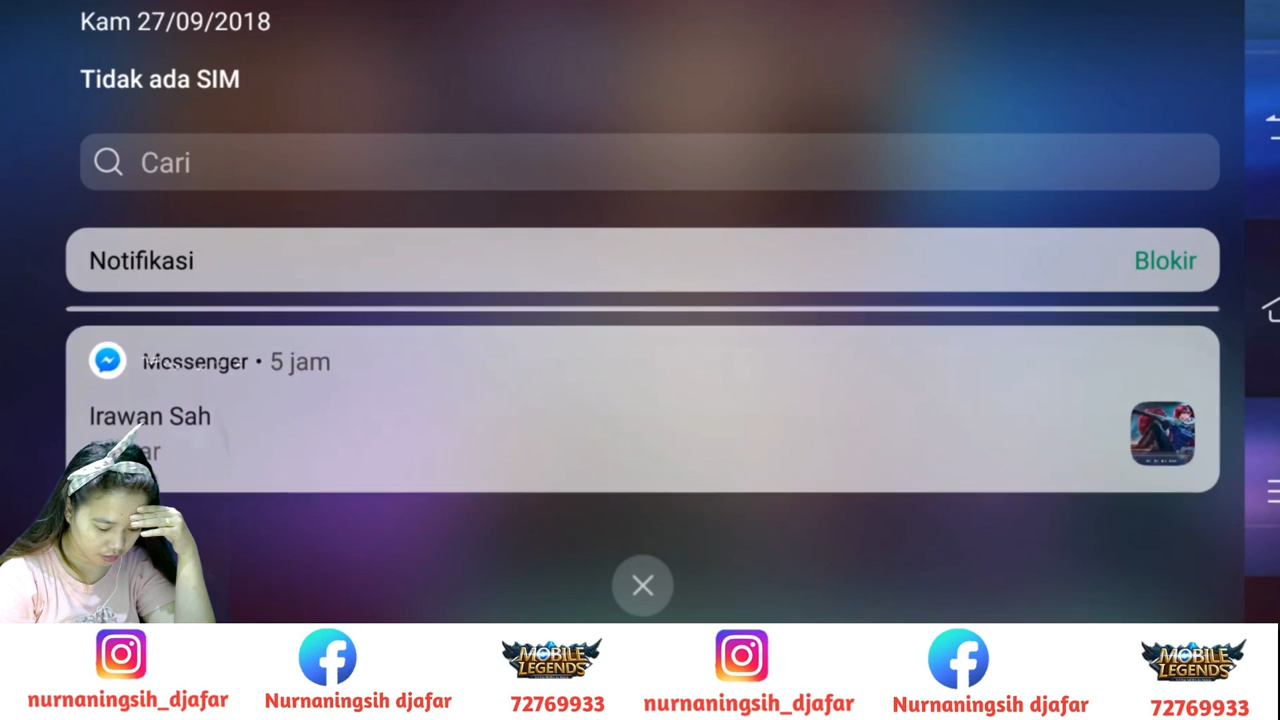 Kam 27/09/2018
Tidak ada SIM
Cari
Notifikasi Blokir
Messenger • 5 jam
Irawan Sah
MOBILE LEGENDS MOBILE LEGENDS
nurnaningsih_djafar Nurnaningsih djafar 72769933 nurnaningsih_djafar Nurnaningsih djafar 72769933